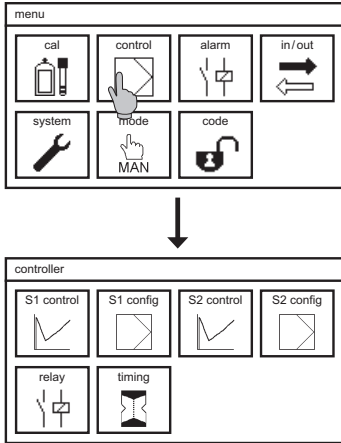 menu
cal control alarm in/out
system mode code
MAN
controller
S1 control S1 config S2 control S2 config
relay timing